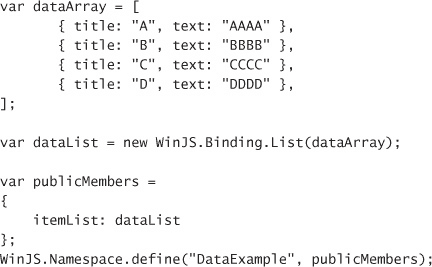 var dataArray = [
        { title: "A", text: "AAAA" },
        { title: "B", text: "BBBB" },
        { title: "C", text: "CCCC" },
        { title: "D", text: "DDDD" },
];
var dataList = new WinJS.Binding.List(dataArray);
var publicMembers =
{
    itemList: dataList
};
WinJS.Namespace.define("DataExample", publicMembers);